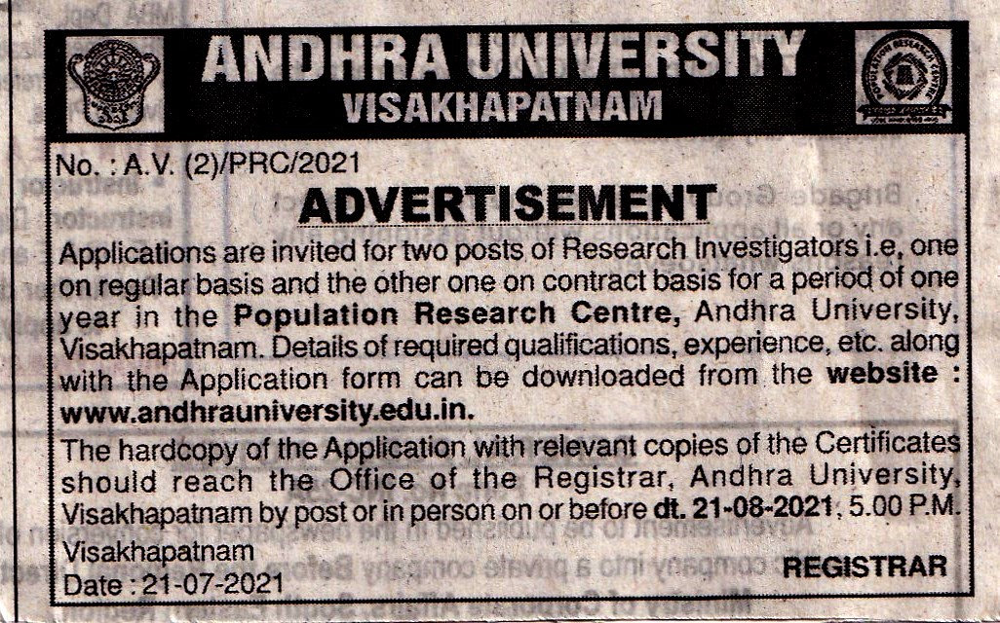 ANDHRA UNIVERSITY
VISAKHAPATNAM
No. : A.V. (2)/PRC/2021
ADVERTISEMENT
Applications are invited for two posts of Research Investigators i.e, one
on regular basis and the other one on contract basis for a period of one
year in the Population Research Centre, Andhra University,
Visakhapatnam. Details of required qualifications, experience, etc. along
with the Application form can be downloaded from the website :
www.andhrauniversity.edu.in.
The hardcopy of the Application with relevant copies of the Certificates
should reach the Office of the Registrar, Andhra University,
Visakhapatnam by post or in person on or before dt. 21-08-2021, 5.00 P.M.
Visakhapatnam
Date : 21-07-2021
REGISTRAR